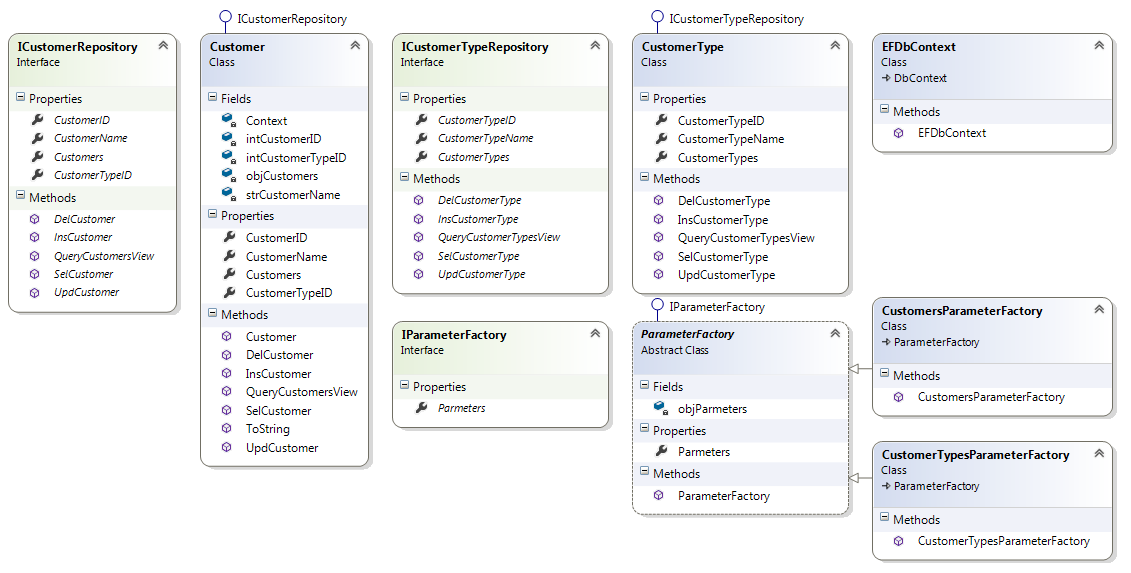 ICustomerRepository
ICustomerRepository
Interface
Properties
CustomerID
CustomerName
Customers
CustomerTypeID
Methods
DelCustomer
InsCustomer
QueryCustomersView
SelCustomer
UpdCustomer
Customer
Class
Fields
Context
intCustomerID
intCustomerTypeID
objCustomers
strCustomerName
Properties
CustomerID
CustomerName
Customers
CustomerTypeID
Methods
Customer
DelCustomer
InsCustomer
QueryCustomersView
SelCustomer
ToString
UpdCustomer
ICustomerTypeRepository
Interface
Properties
CustomerTypeID
CustomerTypeName
CustomerTypes
Methods
DelCustomerType
InsCustomerType
QueryCustomerTypesView
SelCustomerType
UpdCustomerType
ICustomerTypeRepository
CustomerType
Class
Properties
CustomerTypeID
CustomerTypeName
CustomerTypes
Methods
DelCustomerType
InsCustomerType
QueryCustomerTypesView
SelCustomerType
UpdCustomerType
EFDbContext
Class
DbContext
Methods
EFDbContext
IParameterFactory
Interface
Properties
Parmeters
IParameterFactory
ParameterFactory
Abstract Class
Fields
objParmeters
Properties
Parmeters
Methods
ParameterFactory
CustomersParameterFactory
Class
ParameterFactory
Methods
CustomersParameterFactory
CustomerTypesParameterFactory
Class
ParameterFactory
Methods
CustomerTypesParameterFactory